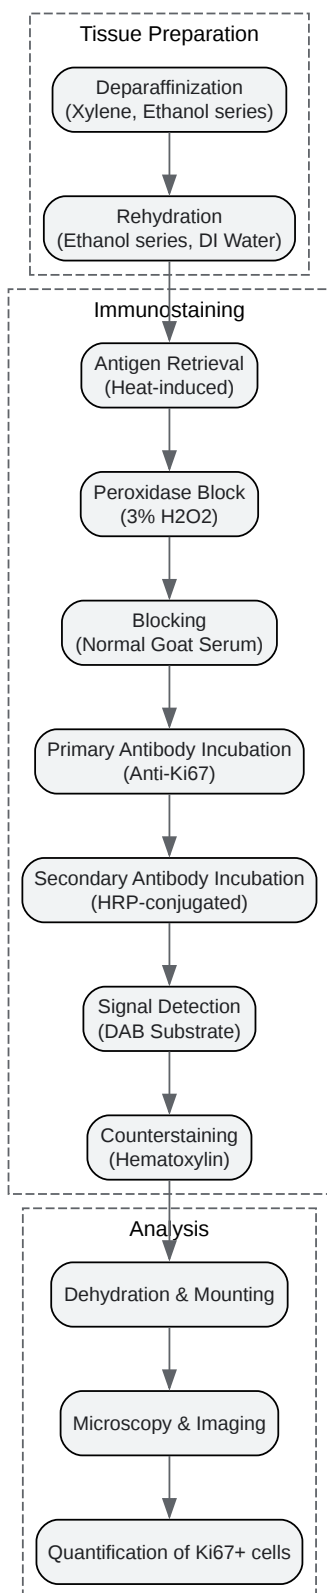 Tissue Preparation
Deparaffinization
(Xylene, Ethanol series)
Rehydration
(Ethanol series, DI Water)
Immunostaining
Antigen Retrieval
(Heat-induced)
Peroxidase Block
(3% H2O2)
Blocking
(Normal Goat Serum)
Primary Antibody Incubation
(Anti-Ki67)
Secondary Antibody Incubation
(HRP-conjugated)
Signal Detection
(DAB Substrate)
Counterstaining
(Hematoxylin)
Analysis
Dehydration & Mounting
Microscopy & Imaging
Quantification of Ki67+ cells